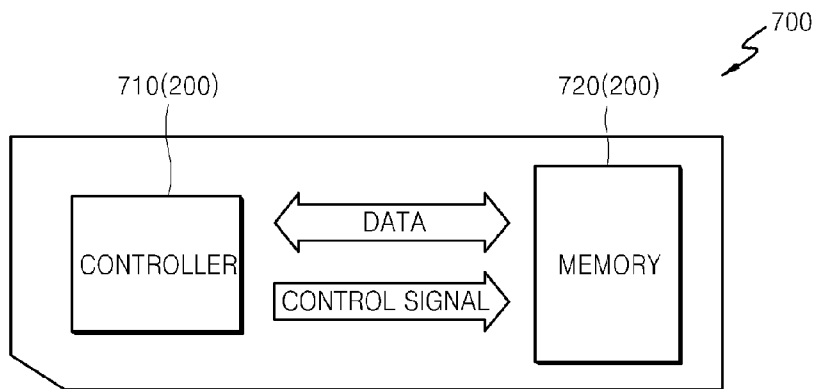 700
710(200)
720(200)
DATA
CONTROLLER
MEMORY
CONTROL SIGNAL